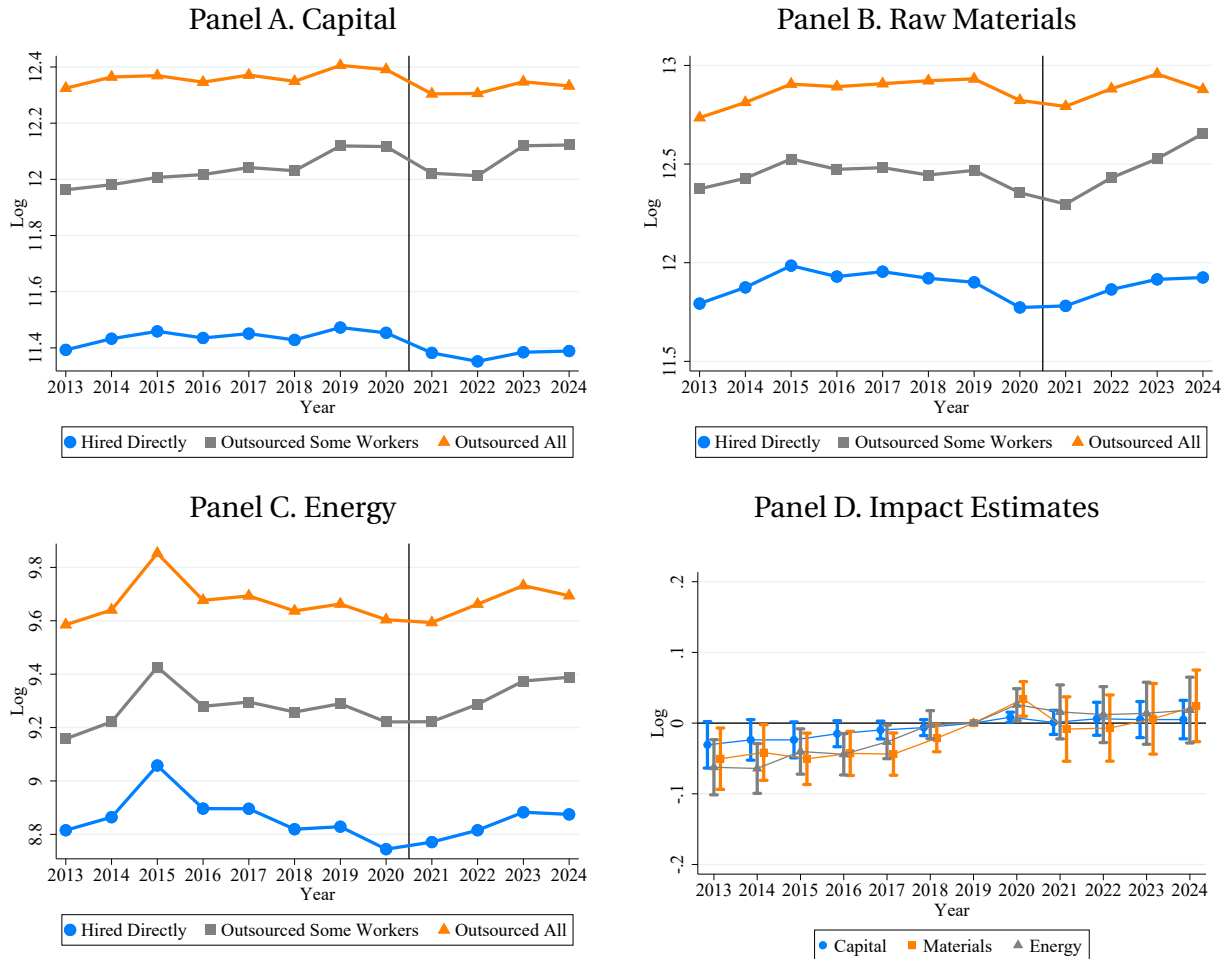 Panel A. Capital
Log
12.4
12.2
12
11.8
11.6
11.4
2013 2014 2015 2016 2017 2018 2019 2020 2021 2022 2023 2024
Year
Hired Directly Outsourced Some Workers Outsourced All
Panel B. Raw Materials
Log
13
12.5
12
11.5
2013 2014 2015 2016 2017 2018 2019 2020 2021 2022 2023 2024
Year
Hired Directly Outsourced Some Workers Outsourced All
Panel C. Energy
Log
9.8
9.6
9.4
9.2
9
8.8
2013 2014 2015 2016 2017 2018 2019 2020 2021 2022 2023 2024
Year
Hired Directly Outsourced Some Workers Outsourced All
Panel D. Impact Estimates
Log
.2
.1
0
-.1
-.2
2013 2014 2015 2016 2017 2018 2019 2020 2021 2022 2023 2024
Year
Capital Materials Energy